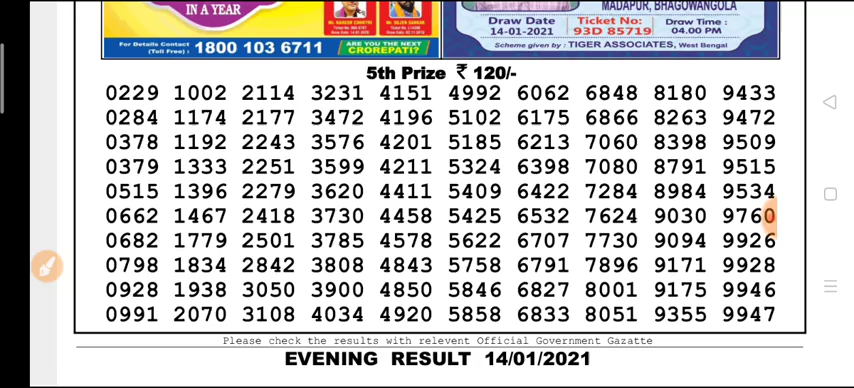 IN A YEAR
For Details Contact
(Toll Free) : 1800 103 6711
ARE YOU THE NEXT
CROREPATI?
MADAPUR, BHAGOWANGOLA
Draw Date
14-01-2021
Ticket No:
93D 85719
Draw Time :
04.00 PM
Scheme given by : TIGER ASSOCIATES, West Bengal
5th Prize ₹ 120/-
0229 1002 2114 3231 4151 4992 6062 6848 8180 9433
0284 1174 2177 3472 4196 5102 6175 6866 8263 9472
0378 1192 2243 3576 4201 5185 6213 7060 8398 9509
0379 1333 2251 3599 4211 5324 6398 7080 8791 9515
0515 1396 2279 3620 4411 5409 6422 7284 8984 9534
0662 1467 2418 3730 4458 5425 6532 7624 9030 9760
0682 1779 2501 3785 4578 5622 6707 7730 9094 9926
0798 1834 2842 3808 4843 5758 6791 7896 9171 9928
0928 1938 3050 3900 4850 5846 6827 8001 9175 9946
0991 2070 3108 4034 4920 5858 6833 8051 9355 9947
Please check the results with relevent Official Government Gazatte
EVENING RESULT 14/01/2021